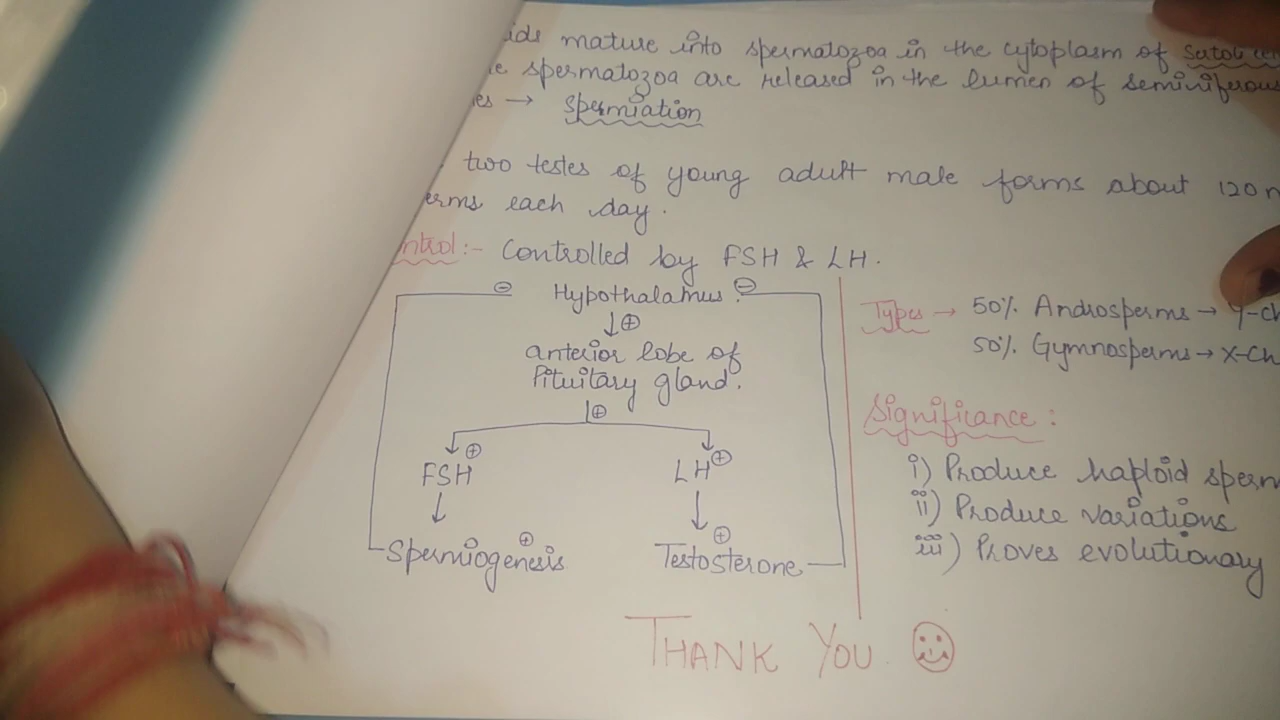 mature into spermatozoa in the cytoplasm of
spermatozoa are released in the lumen of seminiferous
→ Spermiation
two testes of young adult male forms about 120
each day.
:- Controlled by FSH & LH.
⊖ Hypothalamus. ⊖
↓ ⊕
anterior lobe of
Pituitary gland.
⊕
⊕ ⊕
FSH LH
↓ ↓
⊕ ⊕
Spermiogenesis Testosterone
Types → 50% Androsperms →
50% Gymnosperms →
Significance :
i) Produce haploid
ii) Produce variations
iii) Proves evolutionary
THANK YOU ☺